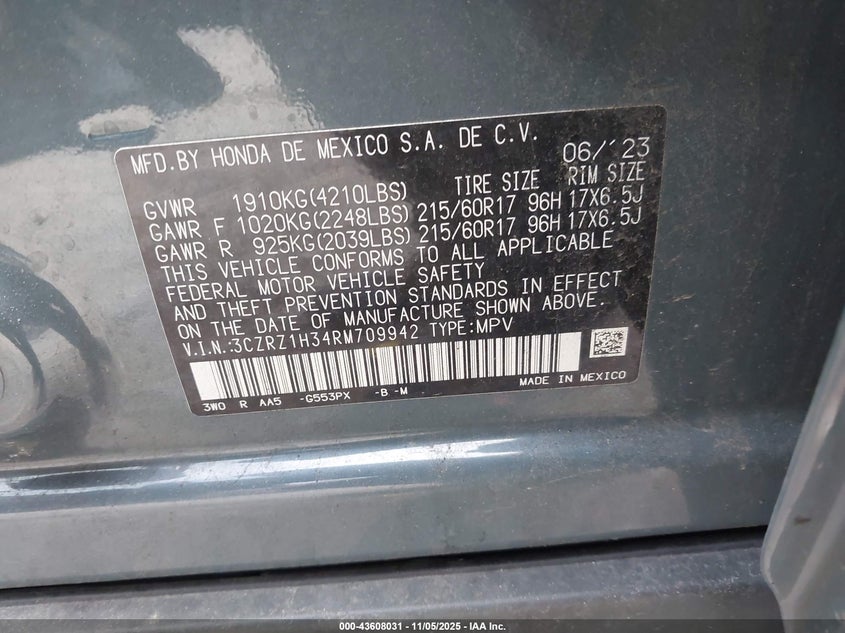 MFD.BY HONDA DE MEXICO S.A. DE C.V. 06/'23
TIRE SIZE RIM SIZE
GVWR 1910KG(4210LBS)
GAWR F 1020KG(2248LBS) 215/60R17 96H 17X6.5J
GAWR R 925KG(2039LBS) 215/60R17 96H 17X6.5J
THIS VEHICLE CONFORMS TO ALL APPLICABLE
FEDERAL MOTOR VEHICLE SAFETY
AND THEFT PREVENTION STANDARDS IN EFFECT
ON THE DATE OF MANUFACTURE SHOWN ABOVE.
V.I.N.:3CZRZ1H34RM709942 TYPE:MPV
3W0 R AA5 -G553PX -B -M MADE IN MEXICO
000-43608031 - 11/05/2025 - IAA Inc.